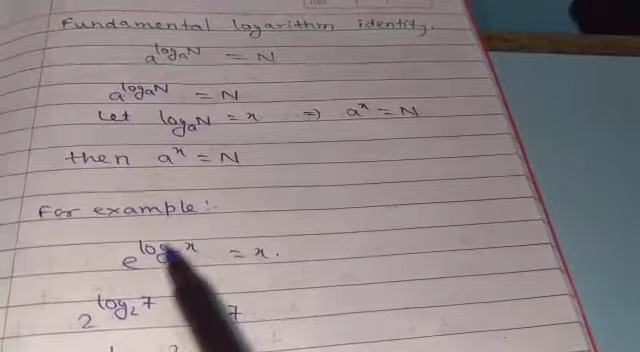 Fundamental logarithm identity.
a^log_a N = N
a^log_a N = N
Let log_a N = x ⇒ a^x = N
then a^x = N
For example:-
e^log x = x.
2^log_2 7 7